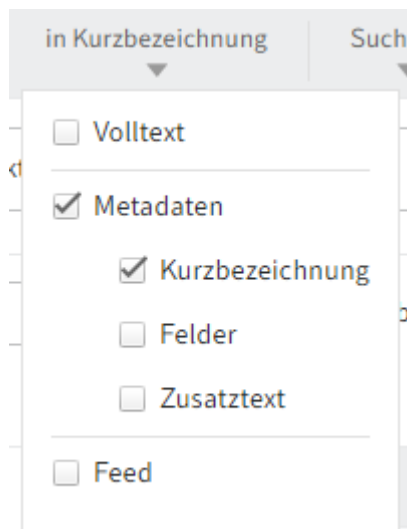 in Kurzbezeichnung Such
Volltext
Metadaten
Kurzbezeichnung
Felder
Zusatztext
Feed